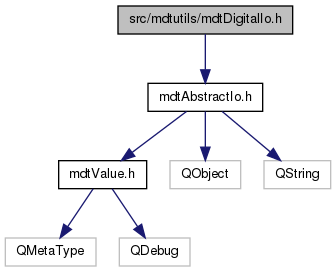 src/mdtutils/mdtDigitalIo.h
mdtAbstractIo.h
mdtValue.h
QObject
QString
QMetaType
QDebug